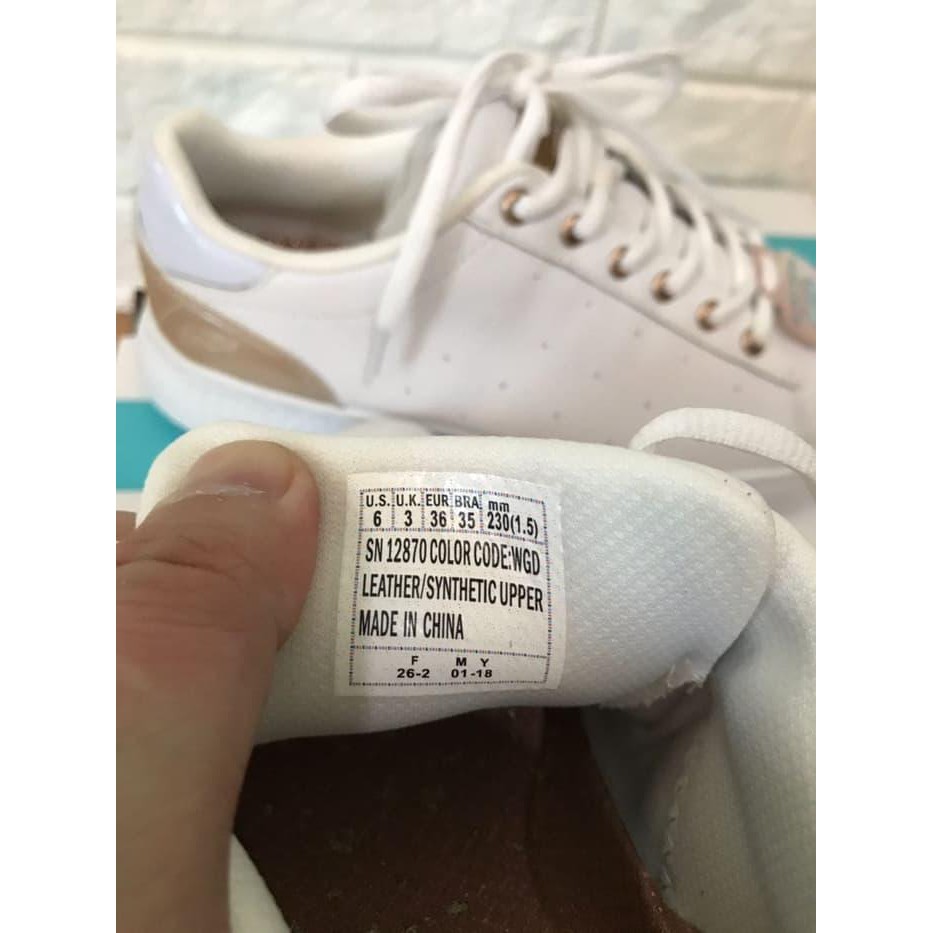 U.S. U.K. EUR BRA mm
6 3 36 35 230(1.5)
SN 12870 COLOR CODE:WGD
LEATHER/SYNTHETIC UPPER
MADE IN CHINA
F M Y
26-2 01-18